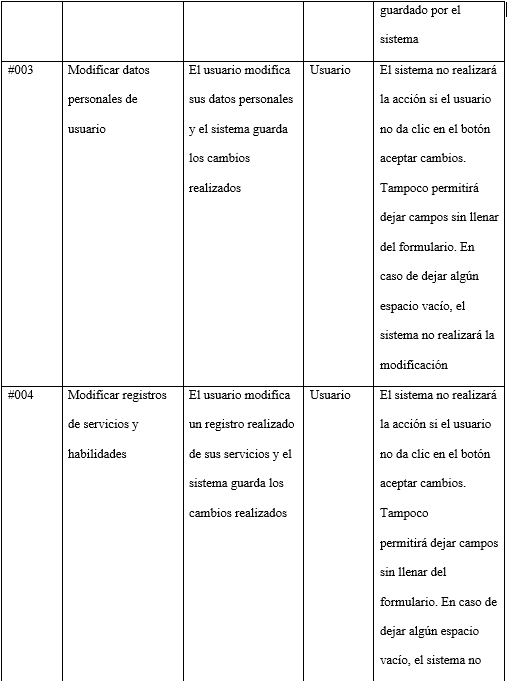 guardado por el
sistema
#003
Modificar datos
personales de
usuario
El usuario modifica
sus datos personales
y el sistema guarda
los cambios
realizados
Usuario
El sistema no realizará
la acción si el usuario
no da clic en el botón
aceptar cambios.
Tampoco permitirá
dejar campos sin llenar
del formulario. En
caso de dejar algún
espacio vacío, el
sistema no realizará la
modificación
#004
Modificar registros
de servicios y
habilidades
El usuario modifica
un registro realizado
de sus servicios y el
sistema guarda los
cambios realizados
Usuario
El sistema no realizará
la acción si el usuario
no da clic en el botón
aceptar cambios.
Tampoco
permitirá dejar campos
sin llenar del
formulario. En caso de
dejar algún espacio
vacío, el sistema no